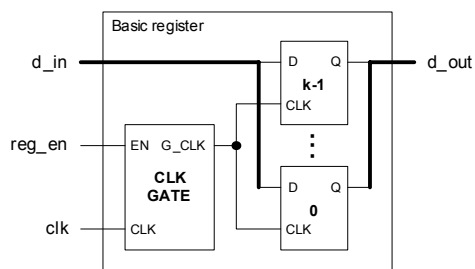 Basic register
d_in
D Q
d_out
k-1
CLK
reg_en
EN G_CLK
CLK
GATE
D Q
0
clk
CLK
CLK